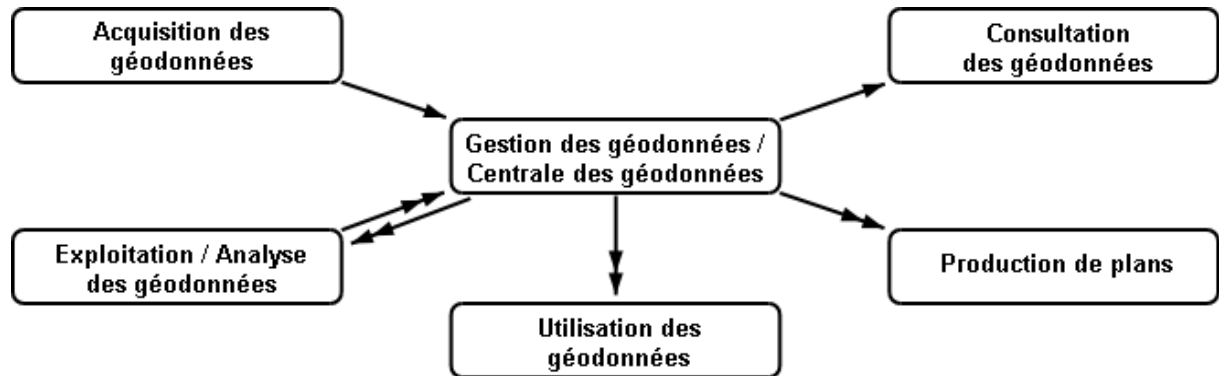 Acquisition des
géodonnées
Consultation
des géodonnées
Gestion des géodonnées /
Centrale des géodonnées
Exploitation / Analyse
des géodonnées
Production de plans
Utilisation des
géodonnées